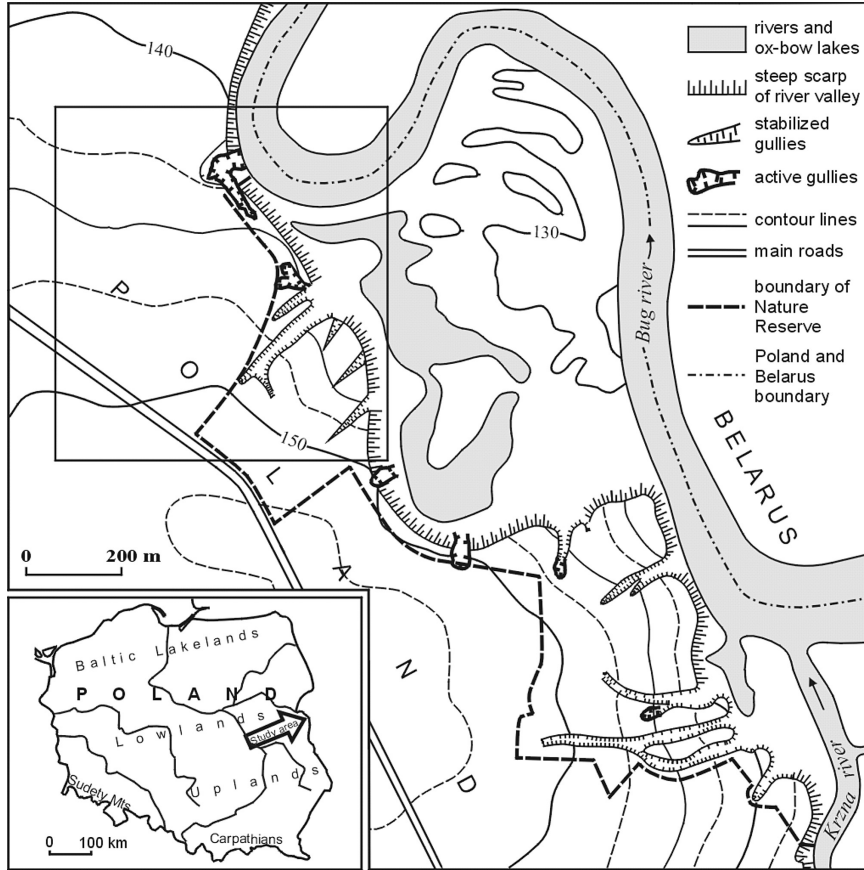 140
rivers and
ox-bow lakes
steep scarp
of river valley
stabilized
gullies
active gullies
contour lines
main roads
boundary of
Nature
Reserve
Poland and
Belarus
boundary
130
Bug river
BELARUS
150
POLAND
0 200 m
Krzna river
Baltic Lakelands
POLAND
Lowlands
Study area
Uplands
Sudety Mts.
Carpathians
0 100 km